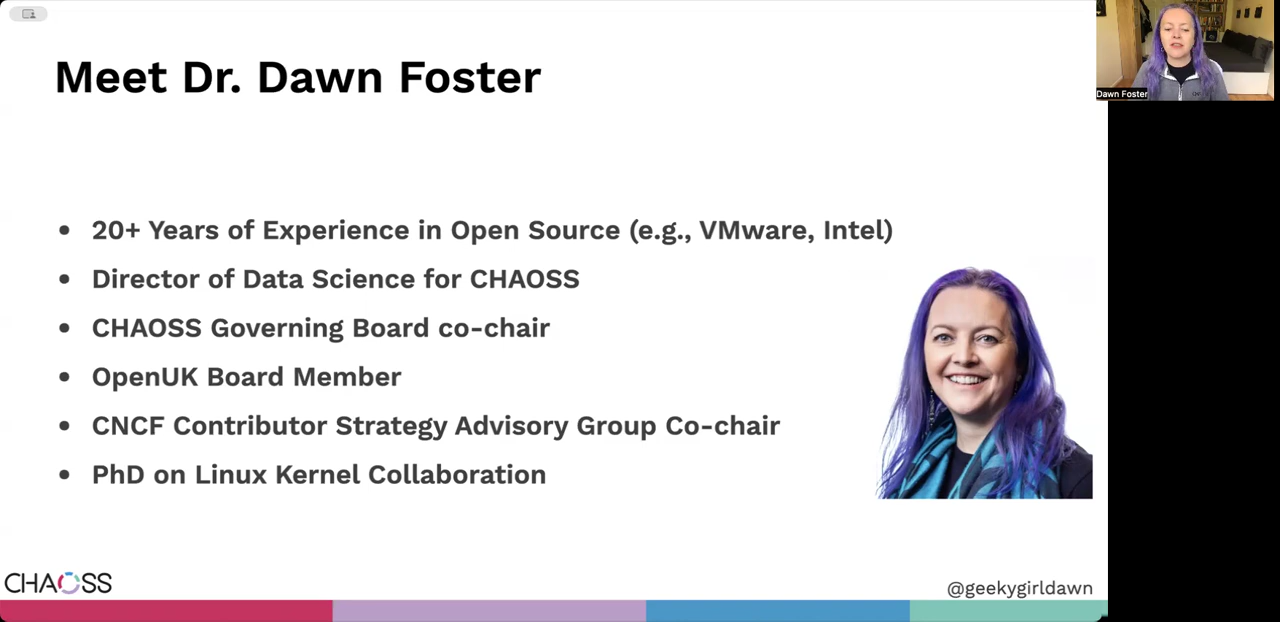 Meet Dr. Dawn Foster
Dawn Foster
• 20+ Years of Experience in Open Source (e.g., VMware, Intel)
• Director of Data Science for CHAOSS
• CHAOSS Governing Board co-chair
• OpenUK Board Member
• CNCF Contributor Strategy Advisory Group Co-chair
• PhD on Linux Kernel Collaboration
CHAOSS
@geekygirldawn